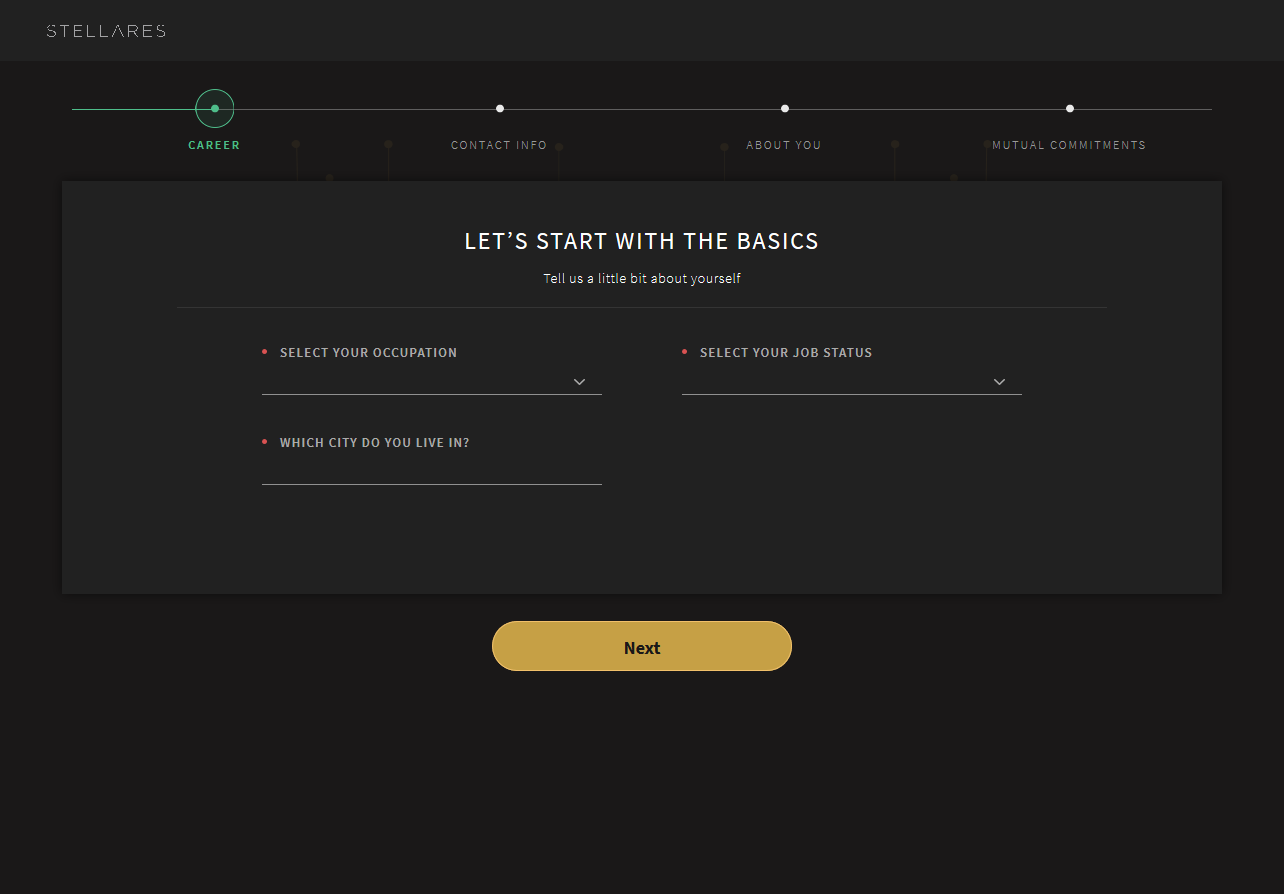 STELLARES
CAREER
CONTACT INFO
ABOUT YOU
MUTUAL COMMITMENTS
LET’S START WITH THE BASICS
Tell us a little bit about yourself
SELECT YOUR OCCUPATION
SELECT YOUR JOB STATUS
WHICH CITY DO YOU LIVE IN?
Next